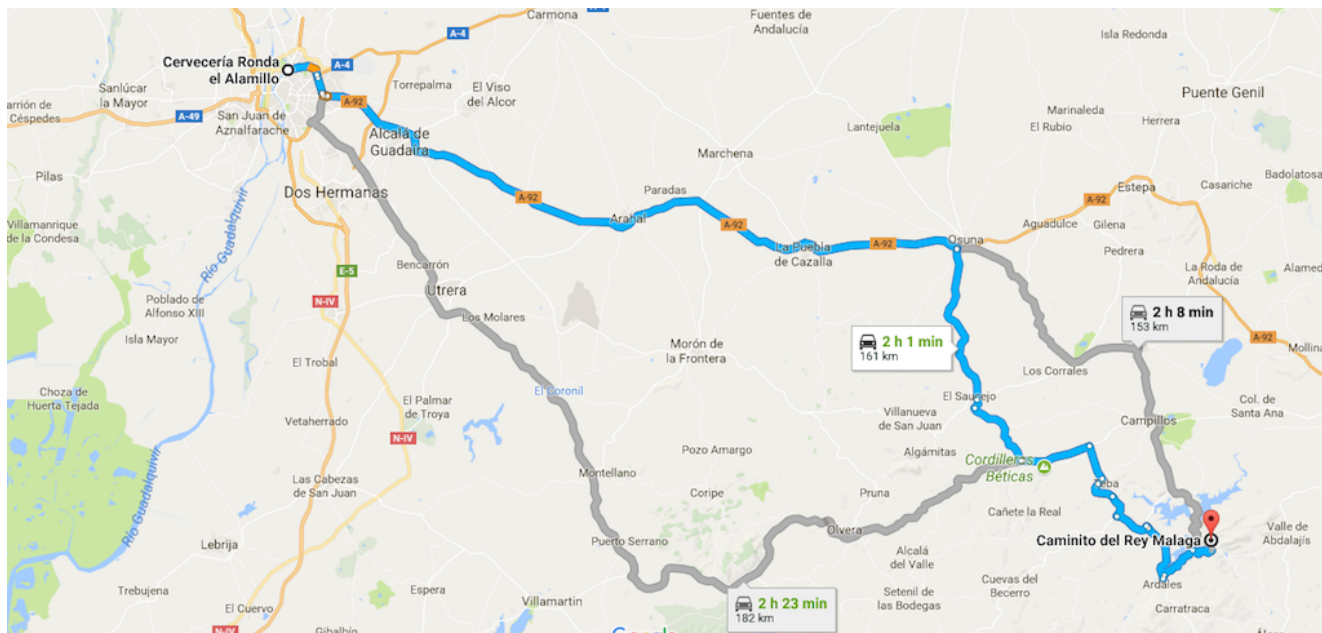 Carmona
A-4
Fuentes de
Andalucía
Isla Redonda
Cervecería Ronda
el Alamillo
A-4
Torrepalma
El Viso
del Alcor
Sanlúcar
la Mayor
A-92
A-49
San Juan de
Aznalfarache
Alcalá de
Guadaira
Lantejuela
Marinaleda
El Rubio
Herrera
Puente Genil
Marchena
Pilas
Dos Hermanas
A-92
Paradas
Arahal
A-92
La Puebla
de Cazalla
A-92
Osuna
Aguadulce
A-92
Estepa
Casariche
Badolatosa
Gilena
Pedrera
La Roda de
Andalucía
Villamanrique
de la Condesa
Río Guadalquivir
E-5
Bencarrón
Utrera
N-IV
Poblado de
Alfonso XIII
Isla Mayor
Los Molares
2 h 8 min
153 km
A-92
Morón de
la Frontera
2 h 1 min
161 km
El Trobal
Los Corrales
Choza de
Huerta Tejada
El Coronil
El Saucejo
Col. de
Santa Ana
El Palmar
de Troya
Vetaherrado
N-IV
Villanueva
de San Juan
Campillos
Pozo Amargo
Algámitas
Cordilleras
Béticas
Montellano
Las Cabezas
de San Juan
Coripe
Pruna
Teba
Cañete la Real
Río Guadalquivir
Olvera
Valle de
Abdalajís
Lebrija
Puerto Serrano
Caminito del Rey Malaga
Alcalá
del Valle
Trebujena
Espera
Cuevas del
Becerro
Ardales
Setenil de
las Bodegas
Carratraca
El Cuervo
Villamartin
2 h 23 min
182 km
N-IV